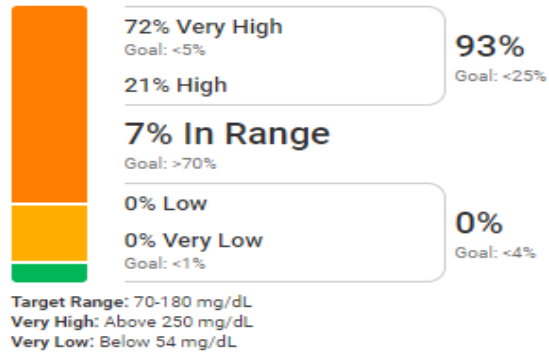 72% Very High
Goal: <5%
21% High
93%
Goal: <25%
7% In Range
Goal: >70%
0% Low
0% Very Low
Goal: <1%
0%
Goal: <4%
Target Range: 70-180 mg/dL
Very High: Above 250 mg/dL
Very Low: Below 54 mg/dL